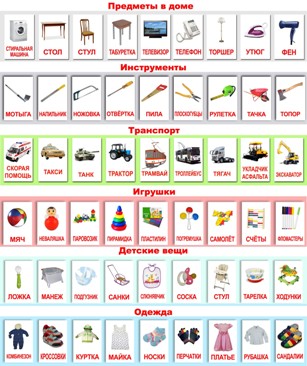 Предметы в доме
СТИРАЛЬНАЯ МАШИНА
СТОЛ
СТУЛ
ТАБУРЕТКА
ТЕЛЕВИЗОР
ТЕЛЕФОН
ТОРШЕР
УТЮГ
ФЕН
Инструменты
МОТЫГА
НАПИЛЬНИК
НОЖОВКА
ОТВЁРТКА
ПИЛА
ПЛОСКОГУБЦЫ
РУЛЕТКА
ТАЧКА
ТОПОР
Транспорт
СКОРАЯ ПОМОЩЬ
ТАКСИ
ТАНК
ТРАКТОР
ТРАМВАЙ
ТРОЛЛЕЙБУС
ТЯГАЧ
УКЛАДЧИК АСФАЛЬТА
ЭКСКАВАТОР
Игрушки
МЯЧ
НЕВАЛЯШКА
ПАРОВОЗИК
ПИРАМИДКА
ПЛАСТИЛИН
ПОГРЕМУШКА
САМОЛЁТ
СЧЁТЫ
ФЛОМАСТЕРЫ
Детские вещи
ЛОЖКА
МАНЕЖ
ПОДГУЗНИК
САНКИ
СЛЮНЯВЧИК
СОСКА
СТУЛ
ТАРЕЛКА
ХОДУНКИ
Одежда
КОМБИНЕЗОН
КРОССОВКИ
КУРТКА
МАЙКА
НОСКИ
ПЕРЧАТКИ
ПЛАТЬЕ
РУБАШКА
САНДАЛИИ